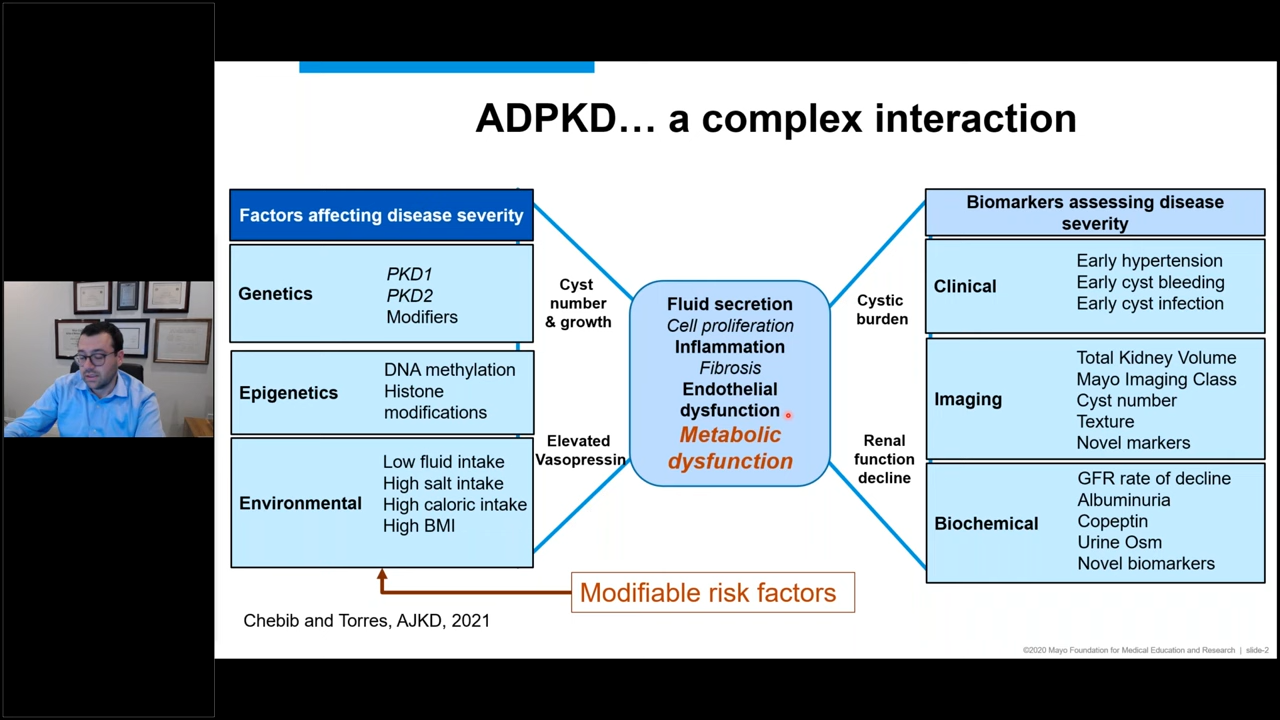 ADPKD… a complex interaction
Factors affecting disease severity
Genetics
PKD1
PKD2
Modifiers
Epigenetics
DNA methylation
Histone
modifications
Environmental
Low fluid intake
High salt intake
High caloric intake
High BMI
Cyst
number
& growth
Elevated
Vasopressin
Fluid secretion
Cell proliferation
Inflammation
Fibrosis
Endothelial
dysfunction
Metabolic
dysfunction
Cystic
burden
Renal
function
decline
Biomarkers assessing disease
severity
Clinical
Early hypertension
Early cyst bleeding
Early cyst infection
Imaging
Total Kidney Volume
Mayo Imaging Class
Cyst number
Texture
Novel markers
Biochemical
GFR rate of decline
Albuminuria
Copeptin
Urine Osm
Novel biomarkers
Modifiable risk factors
Chebib and Torres, AJKD, 2021
©2020 Mayo Foundation for Medical Education and Research | slide-2